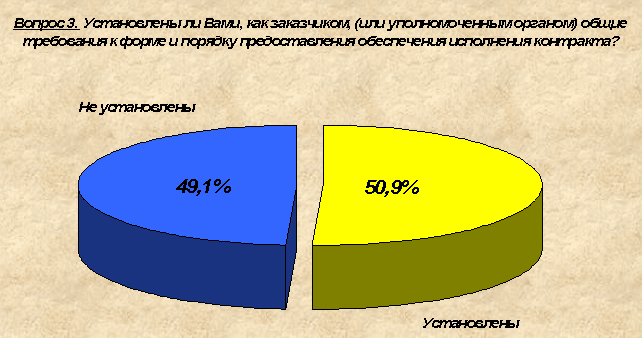 Вопрос 3. Установлены ли Вами, как заказчиком, (или уполномоченным органом) общие
требования к форме и порядку предоставления обеспечения исполнения контракта?
Не установлены
49,1%
50,9%
Установлены